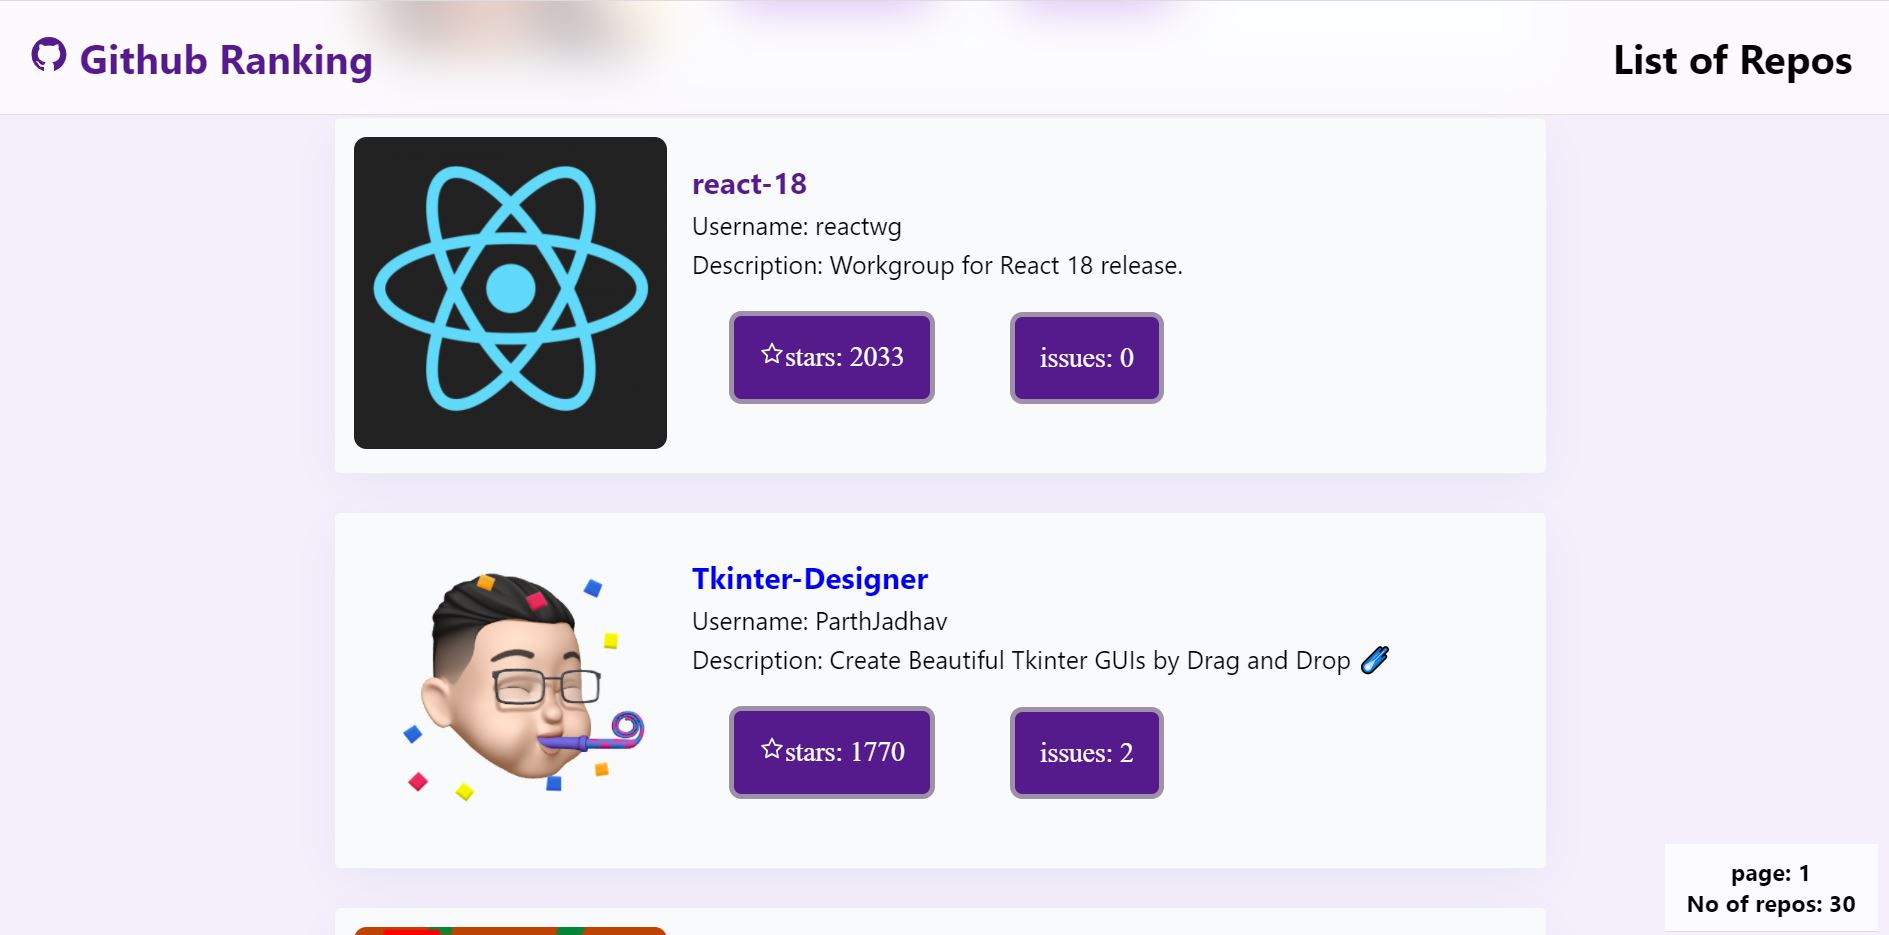 Github Ranking
List of Repos
react-18
Username: reactwg
Description: Workgroup for React 18 release.
stars: 2033
issues: 0
Tkinter-Designer
Username: ParthJadhav
Description: Create Beautiful Tkinter GUIs by Drag and Drop ☄️
stars: 1770
issues: 2
page: 1
No of repos: 30